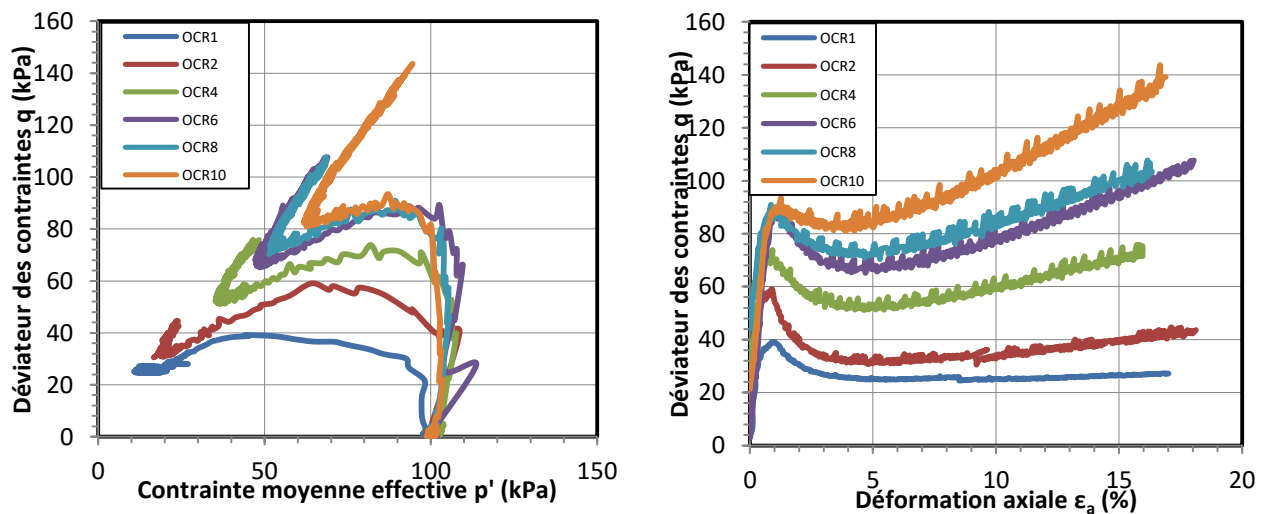 Déviateur des contraintes q (kPa)
160
140
120
100
80
60
40
20
0
OCR1
OCR2
OCR4
OCR6
OCR8
OCR10
0 50 100 150
Contrainte moyenne effective p' (kPa)
Déviateur des contraintes q (kPa)
160
140
120
100
80
60
40
20
0
OCR1
OCR2
OCR4
OCR6
OCR8
OCR10
0 5 10 15 20
Déformation axiale εa (%)